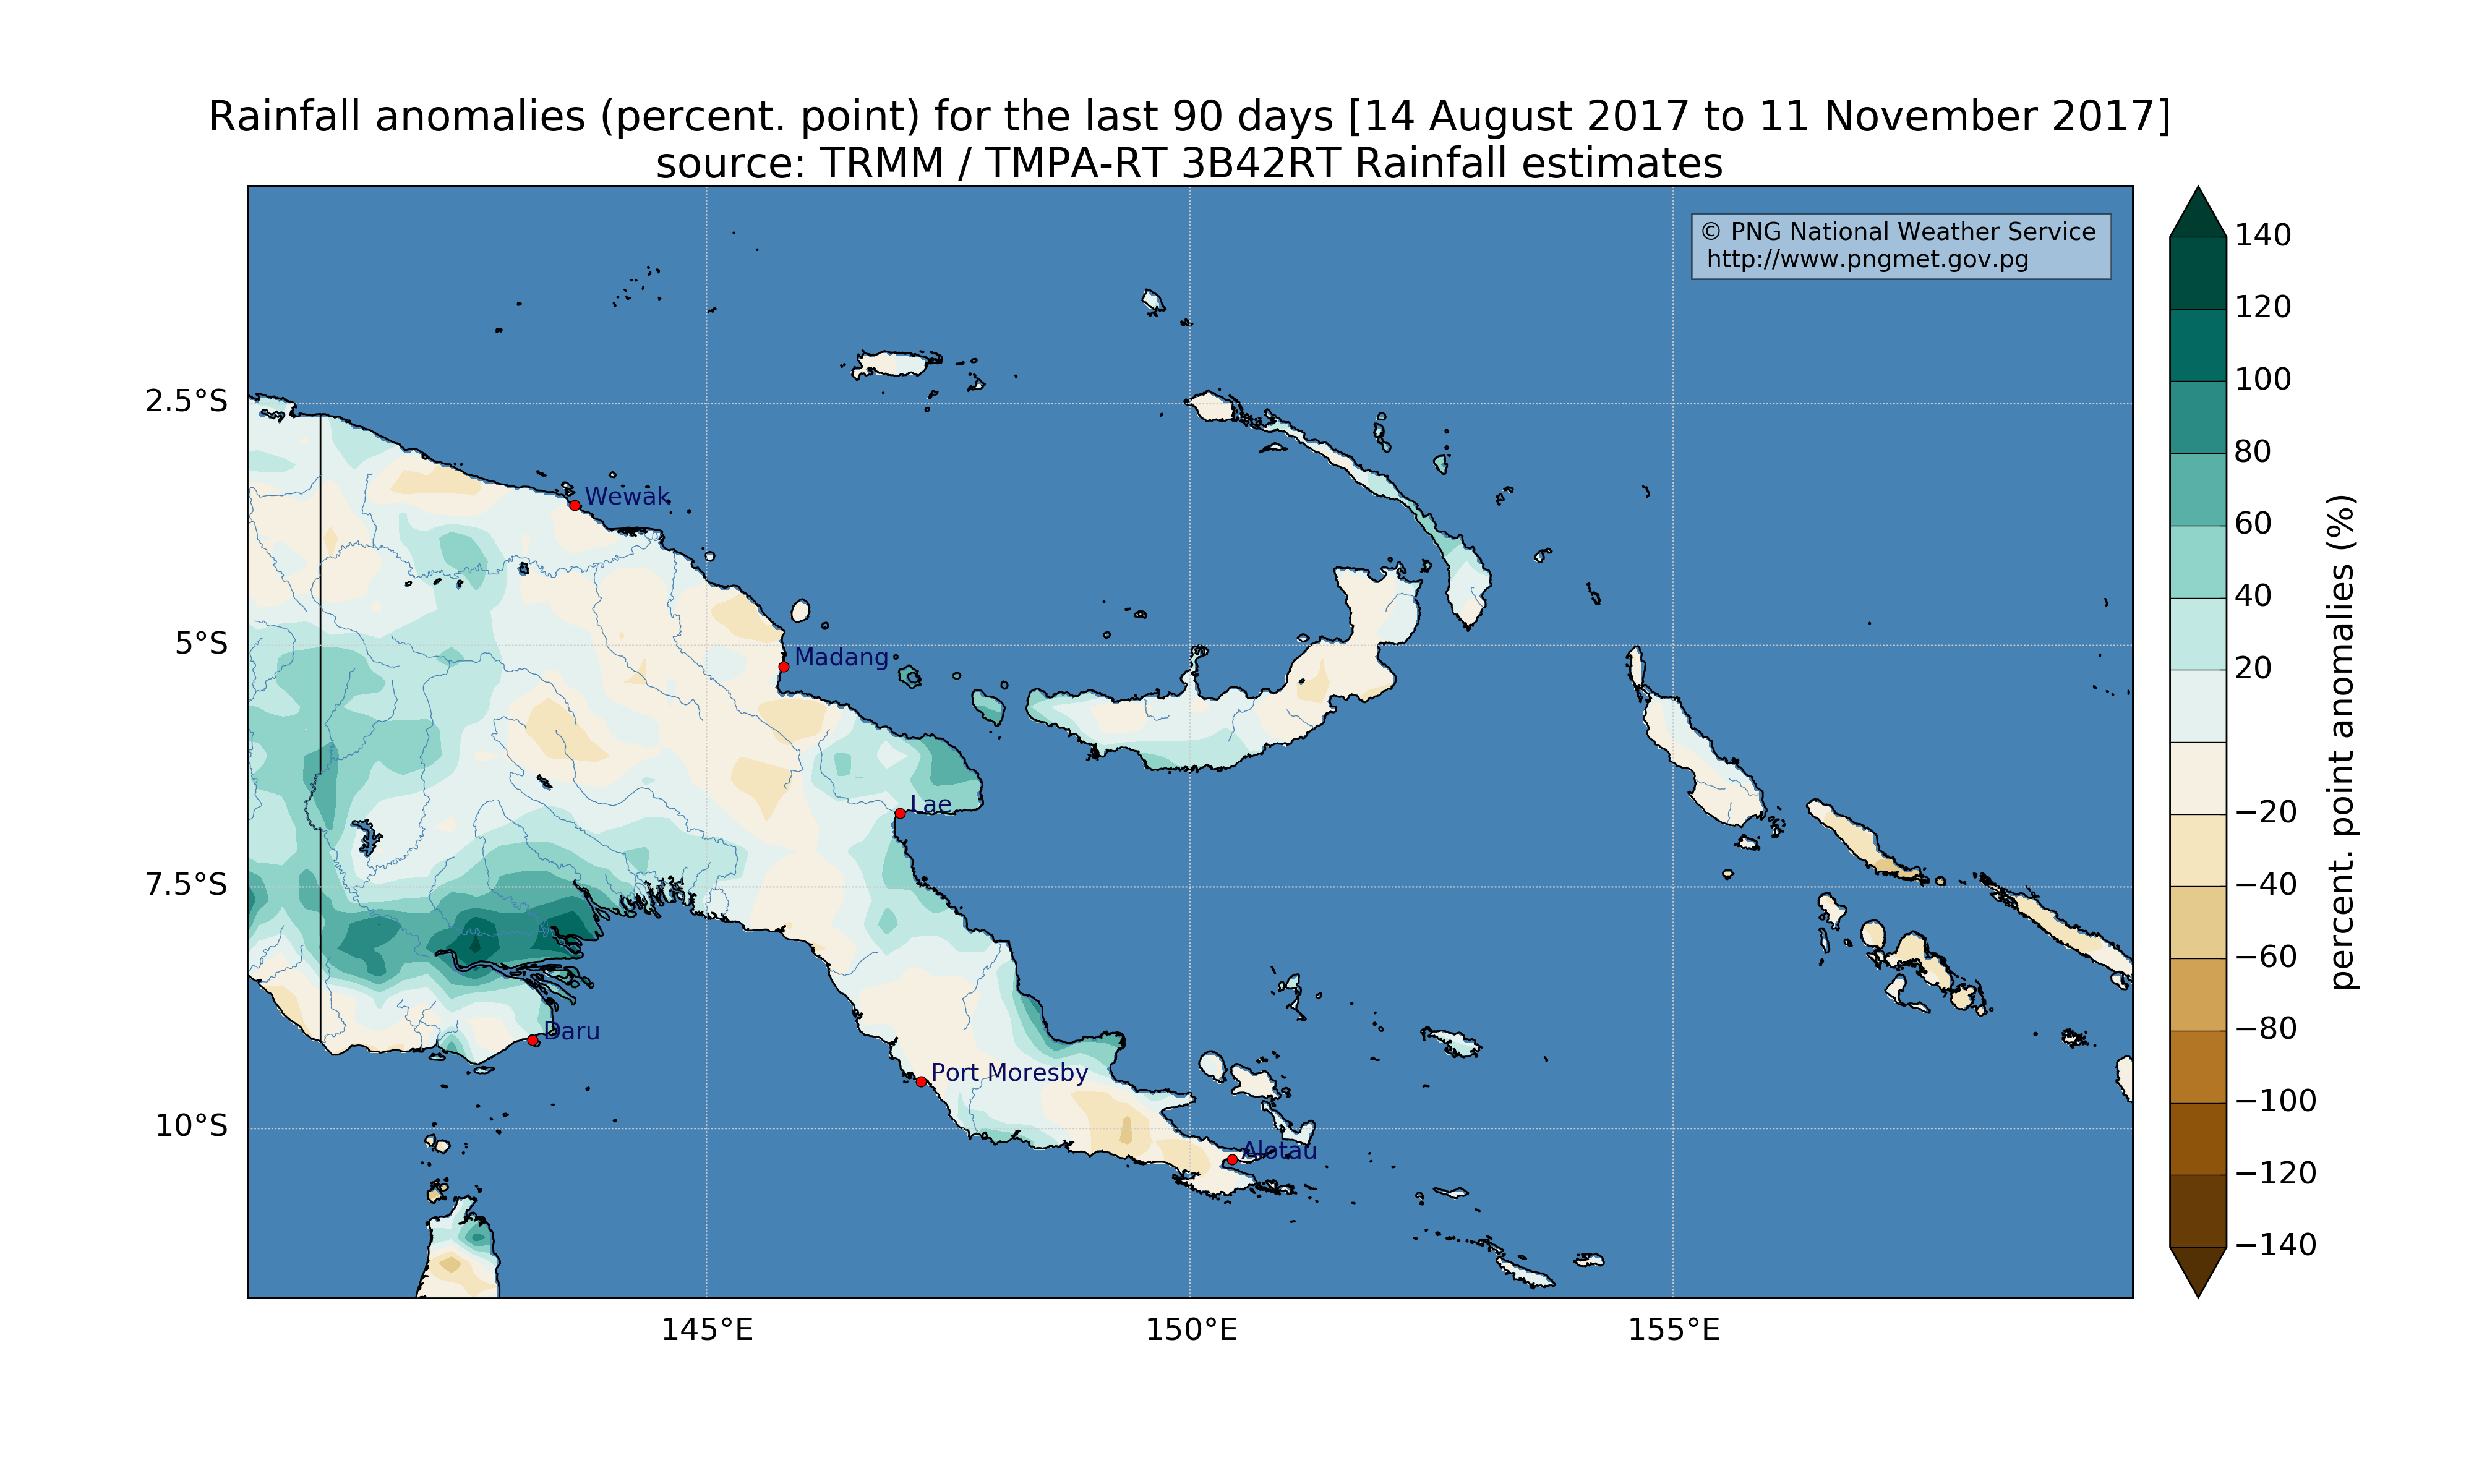 Rainfall anomalies (percent. point) for the last 90 days [14 August 2017 to 11 November 2017]
source: TRMM / TMPA-RT 3B42RT Rainfall estimates
© PNG National Weather Service
http://www.pngmet.gov.pg
2.5°S
5°S
7.5°S
10°S
Wewak
Madang
Lae
Daru
Port Moresby
Alotau
145°E
150°E
155°E
140
120
100
80
60
40
20
−20
−40
−60
−80
−100
−120
−140
percent. point anomalies (%)